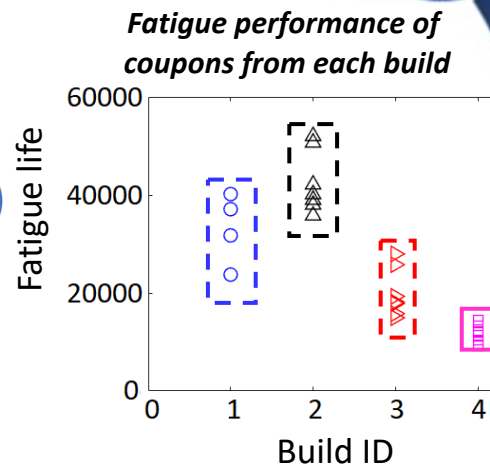 Fatigue performance of
coupons from each build
60000
40000
20000
0
Fatigue life
0 1 2 3 4
Build ID